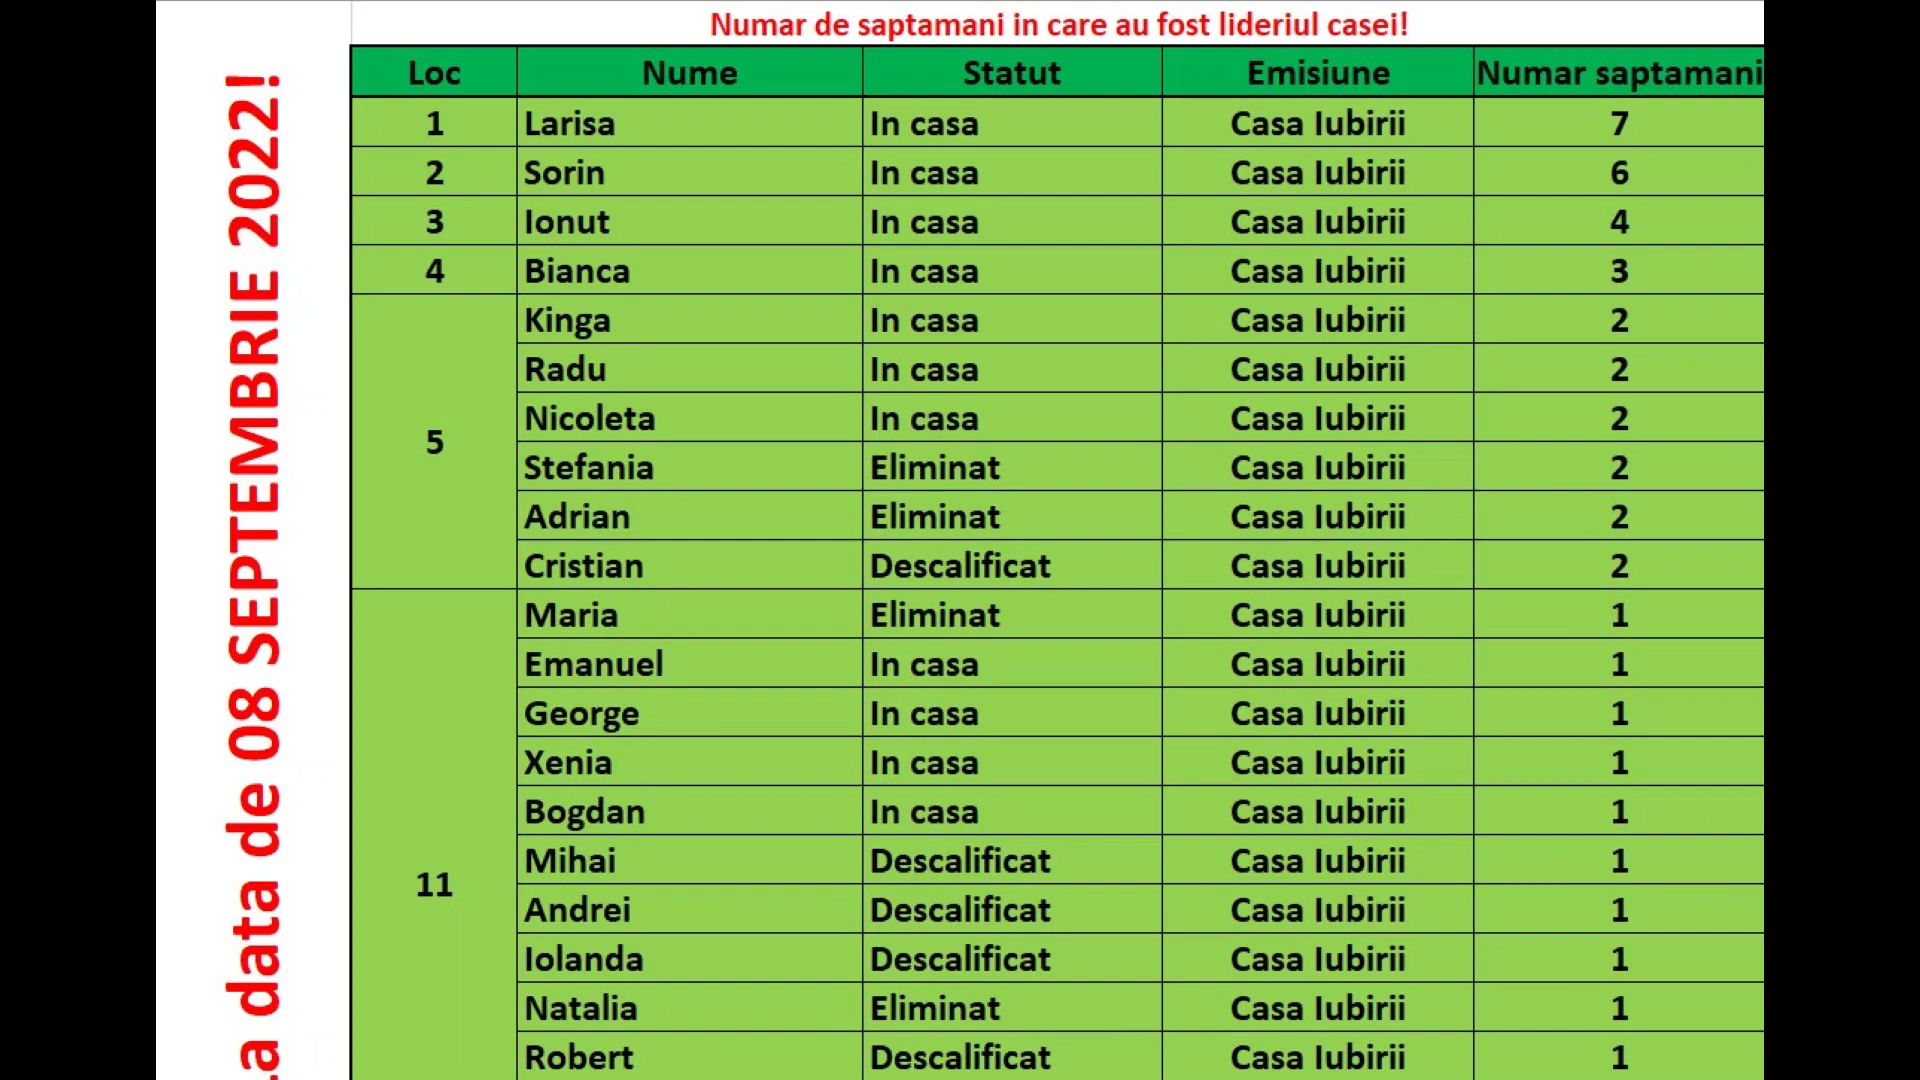 Numar de saptamani in care au fost lideriul casei!
La data de 08 SEPTEMBRIE 2022!
Loc Nume Statut Emisiune Numar saptamani
1 Larisa In casa Casa Iubirii 7
2 Sorin In casa Casa Iubirii 6
3 Ionut In casa Casa Iubirii 4
4 Bianca In casa Casa Iubirii 3
5
Kinga In casa Casa Iubirii 2
Radu In casa Casa Iubirii 2
Nicoleta In casa Casa Iubirii 2
Stefania Eliminat Casa Iubirii 2
Adrian Eliminat Casa Iubirii 2
Cristian Descalificat Casa Iubirii 2
11
Maria Eliminat Casa Iubirii 1
Emanuel In casa Casa Iubirii 1
George In casa Casa Iubirii 1
Xenia In casa Casa Iubirii 1
Bogdan In casa Casa Iubirii 1
Mihai Descalificat Casa Iubirii 1
Andrei Descalificat Casa Iubirii 1
Iolanda Descalificat Casa Iubirii 1
Natalia Eliminat Casa Iubirii 1
Robert Descalificat Casa Iubirii 1